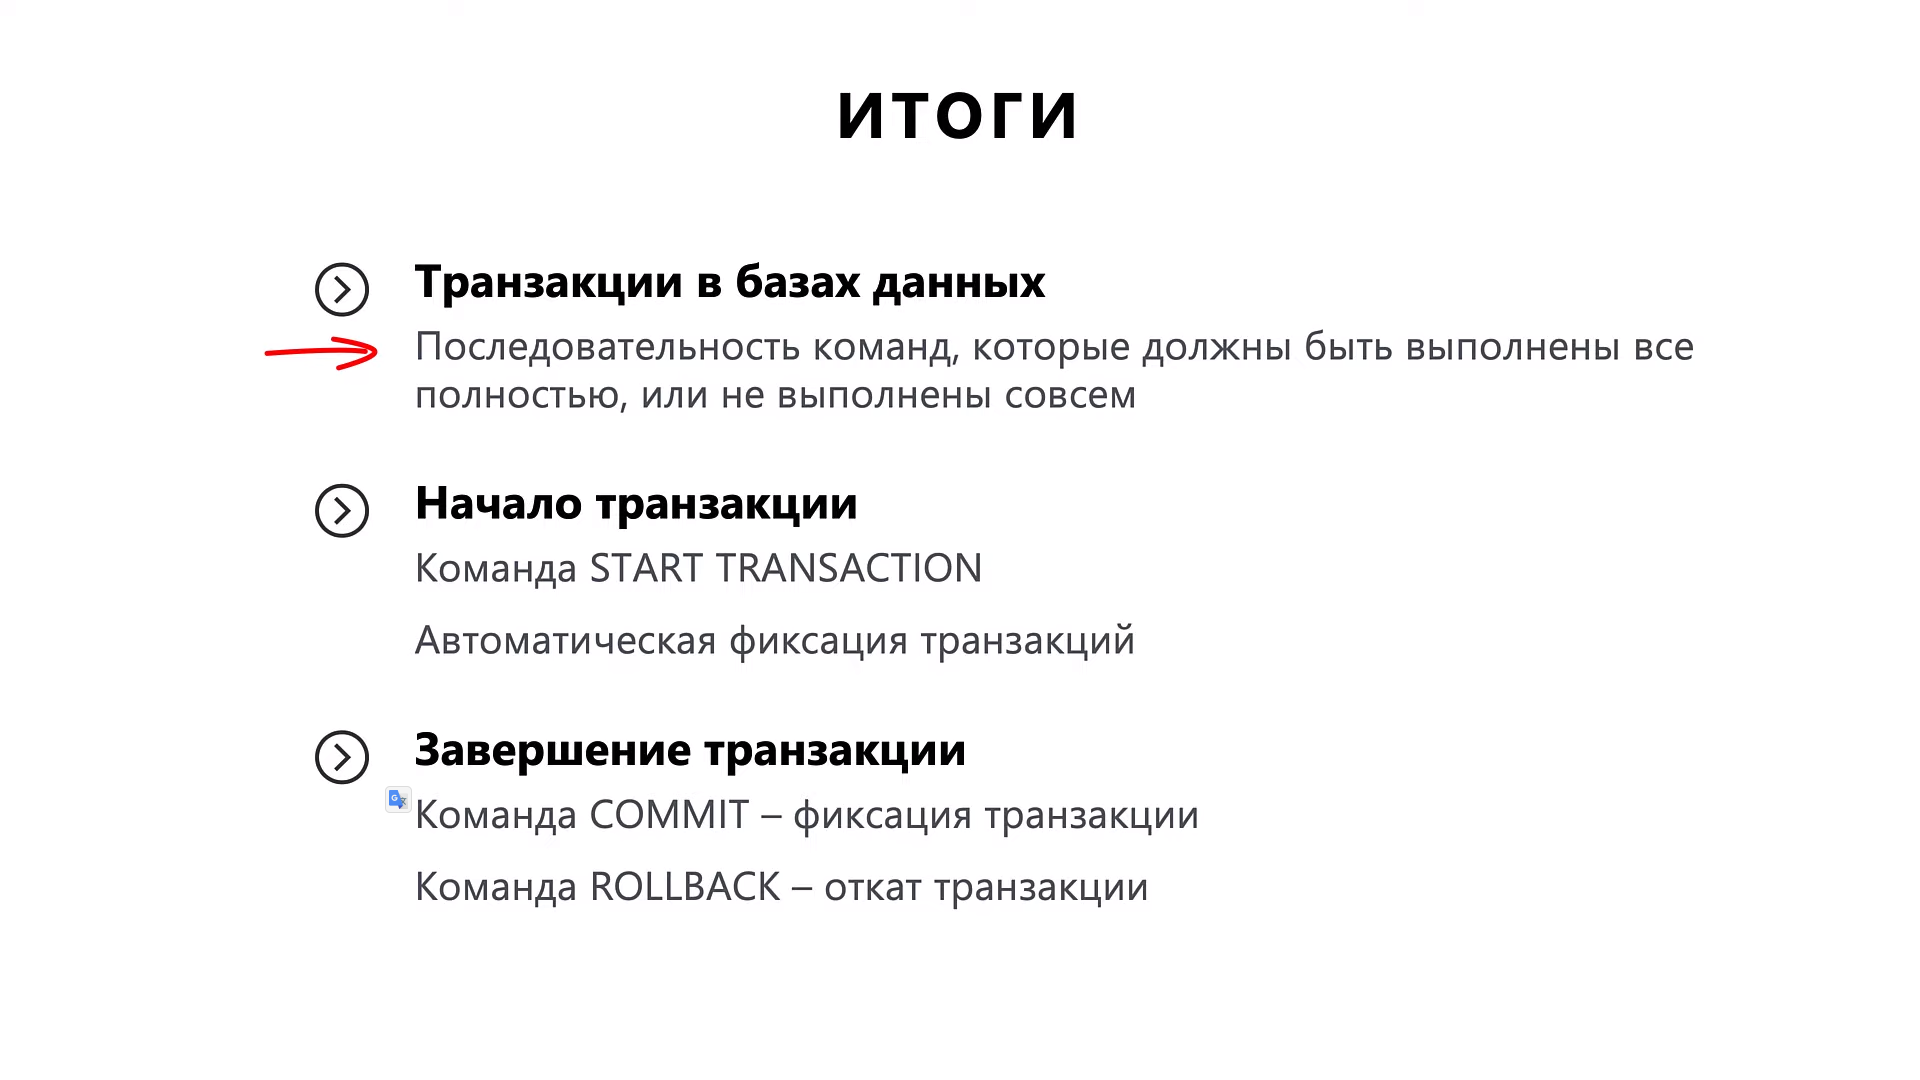 ИТОГИ
Транзакции в базах данных
Последовательность команд, которые должны быть выполнены все
полностью, или не выполнены совсем
Начало транзакции
Команда START TRANSACTION
Автоматическая фиксация транзакций
Завершение транзакции
Команда COMMIT – фиксация транзакции
Команда ROLLBACK – откат транзакции